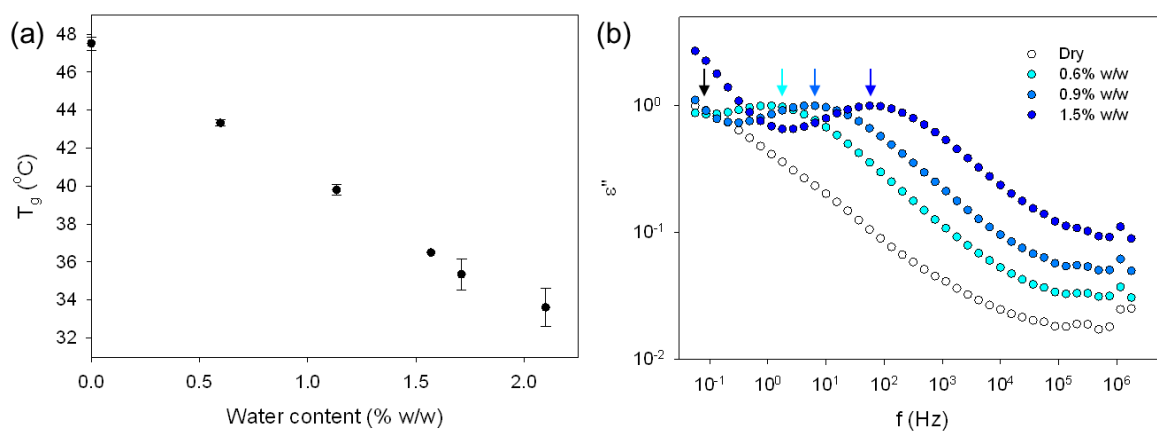 (a)
48
46
44
42
40
38
36
34
32
T_g (°C)
0.0 0.5 1.0 1.5 2.0
Water content (% w/w)
(b)
Dry
0.6% w/w
0.9% w/w
1.5% w/w
10^0
10^-1
10^-2
ε''
10^-1 10^0 10^1 10^2 10^3 10^4 10^5 10^6
f (Hz)